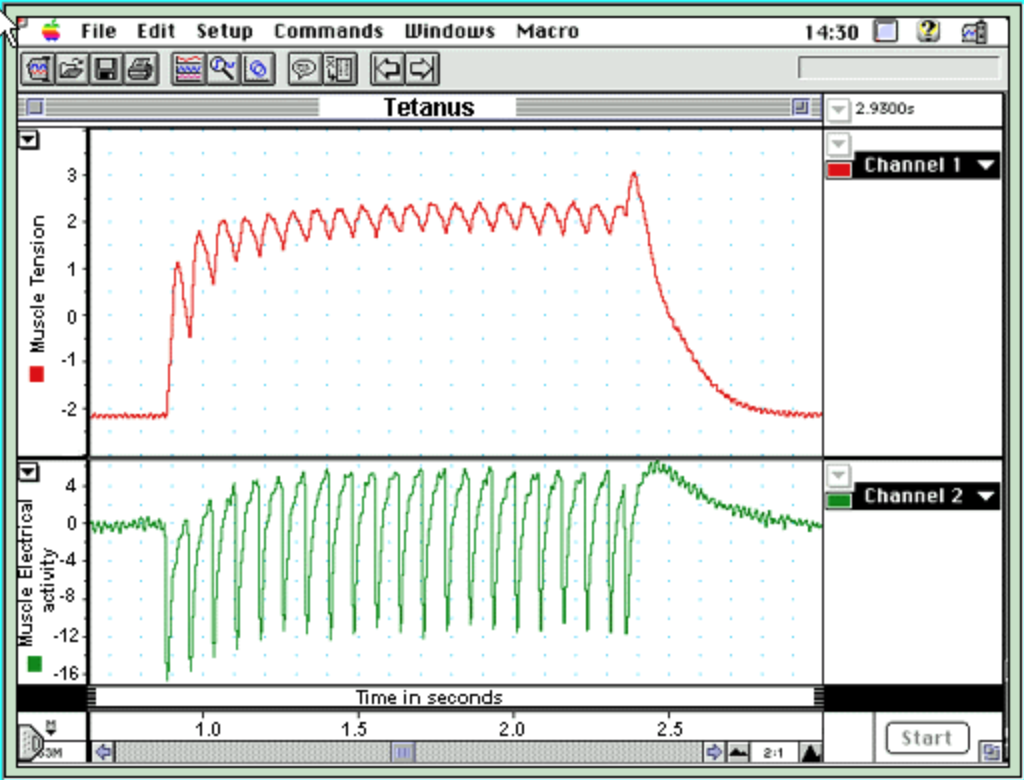 File Edit Setup Commands Windows Macro 14:30
Tetanus
2.9300s
Channel 1
Muscle Tension
3
2
1
0
-1
-2
Channel 2
Muscle Electrical
activity
4
0
-4
-8
-12
-16
Time in seconds
1.0 1.5 2.0 2.5
2:1
Start